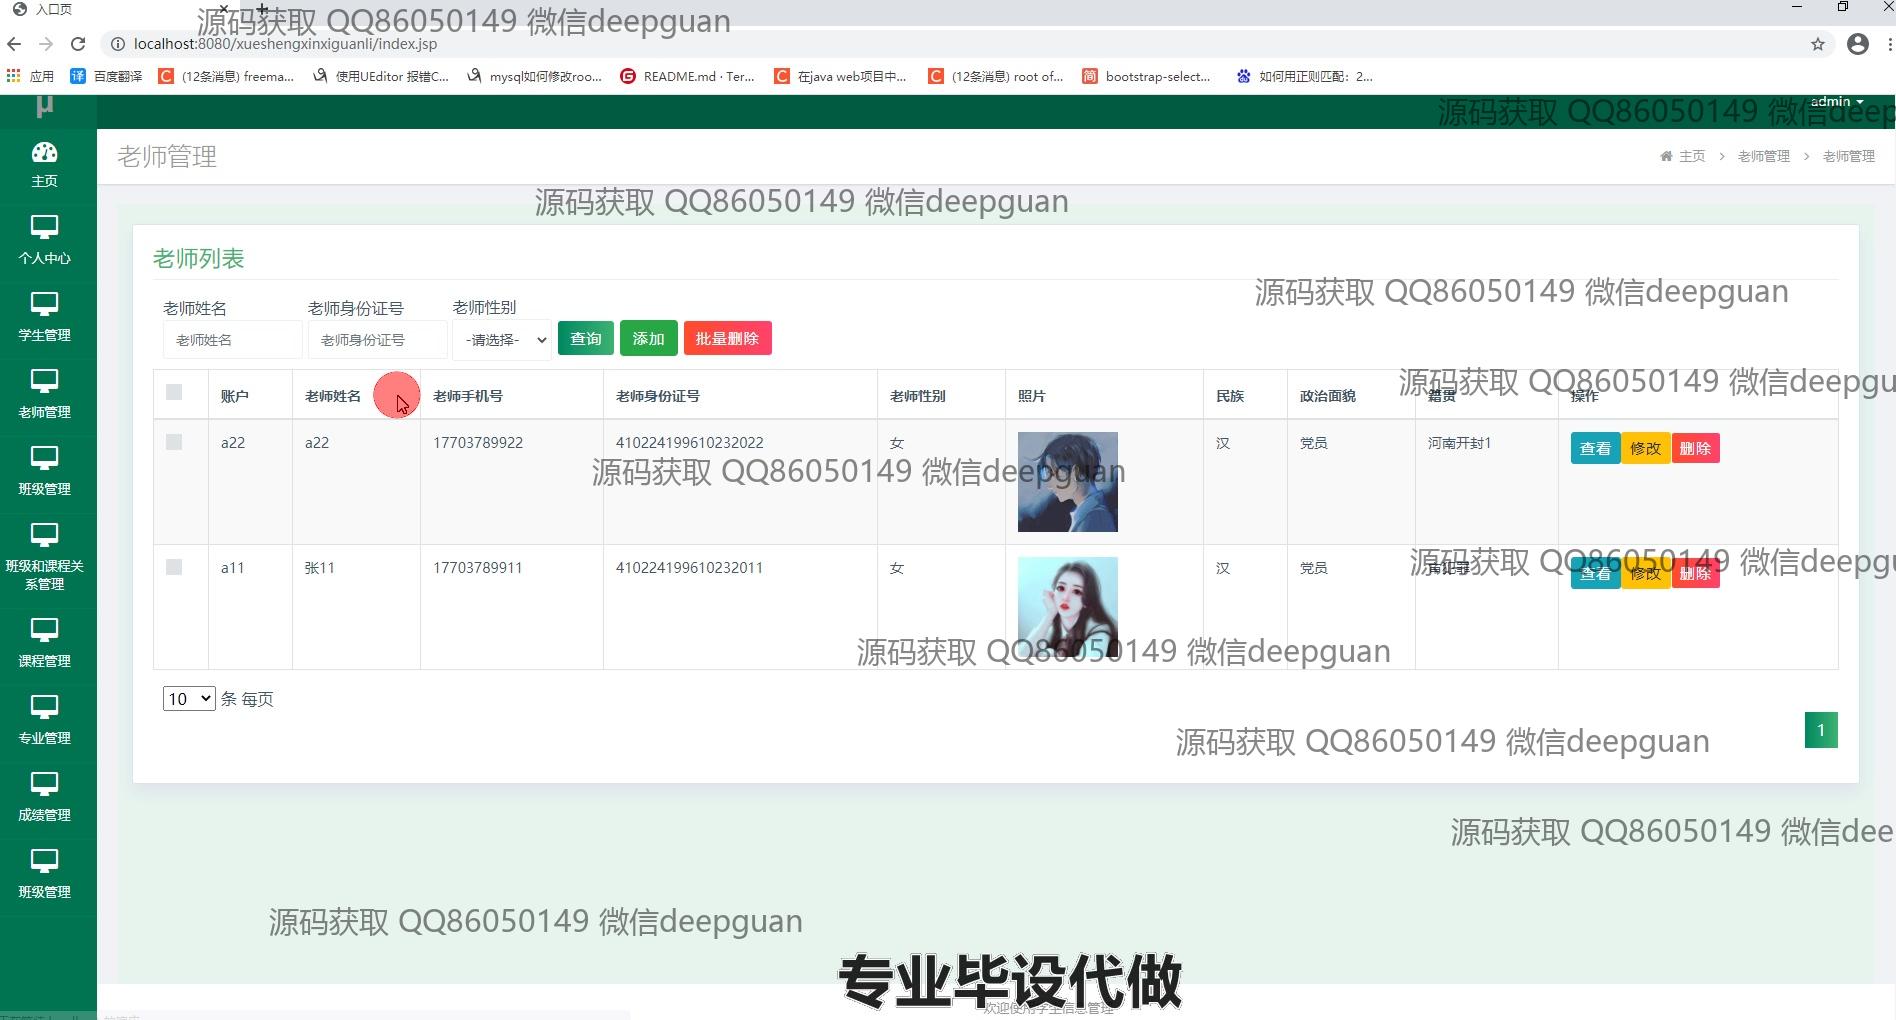 入口页
源码获取 QQ86050149 微信deepguan
localhost:8080/xueshengxinxiguanli/index.jsp
应用 百度翻译 (12条消息) freema... 使用UEditor 报错C... mysql如何修改roo... README.md · Ter... 在java web项目中... (12条消息) root of... bootstrap-select... 如何用正则匹配：2...
μ
admin
源码获取 QQ86050149 微信deep
老师管理
主页 > 老师管理 > 老师管理
主页
个人中心
学生管理
老师管理
班级管理
班级和课程关
系管理
课程管理
专业管理
成绩管理
班级管理
源码获取 QQ86050149 微信deepguan
老师列表
源码获取 QQ86050149 微信deepguan
老师姓名 老师身份证号 老师性别
老师姓名 老师身份证号 -请选择- 查询 添加 批量删除
源码获取 QQ86050149 微信deepgu
账户 老师姓名 老师手机号 老师身份证号 老师性别 照片 民族 政治面貌 籍贯 操作
a22 a22 17703789922 410224199610232022 女 汉 党员 河南开封1 查看 修改 删除
源码获取 QQ86050149 微信deepguan
源码获取 QQ86050149 微信deepgu
a11 张11 17703789911 410224199610232011 女 汉 党员 查看 修改 删除
源码获取 QQ86050149 微信deepguan
10 条 每页
1
源码获取 QQ86050149 微信deepguan
源码获取 QQ86050149 微信dee
源码获取 QQ86050149 微信deepguan
专业毕设代做
欢迎使用学生信息管理